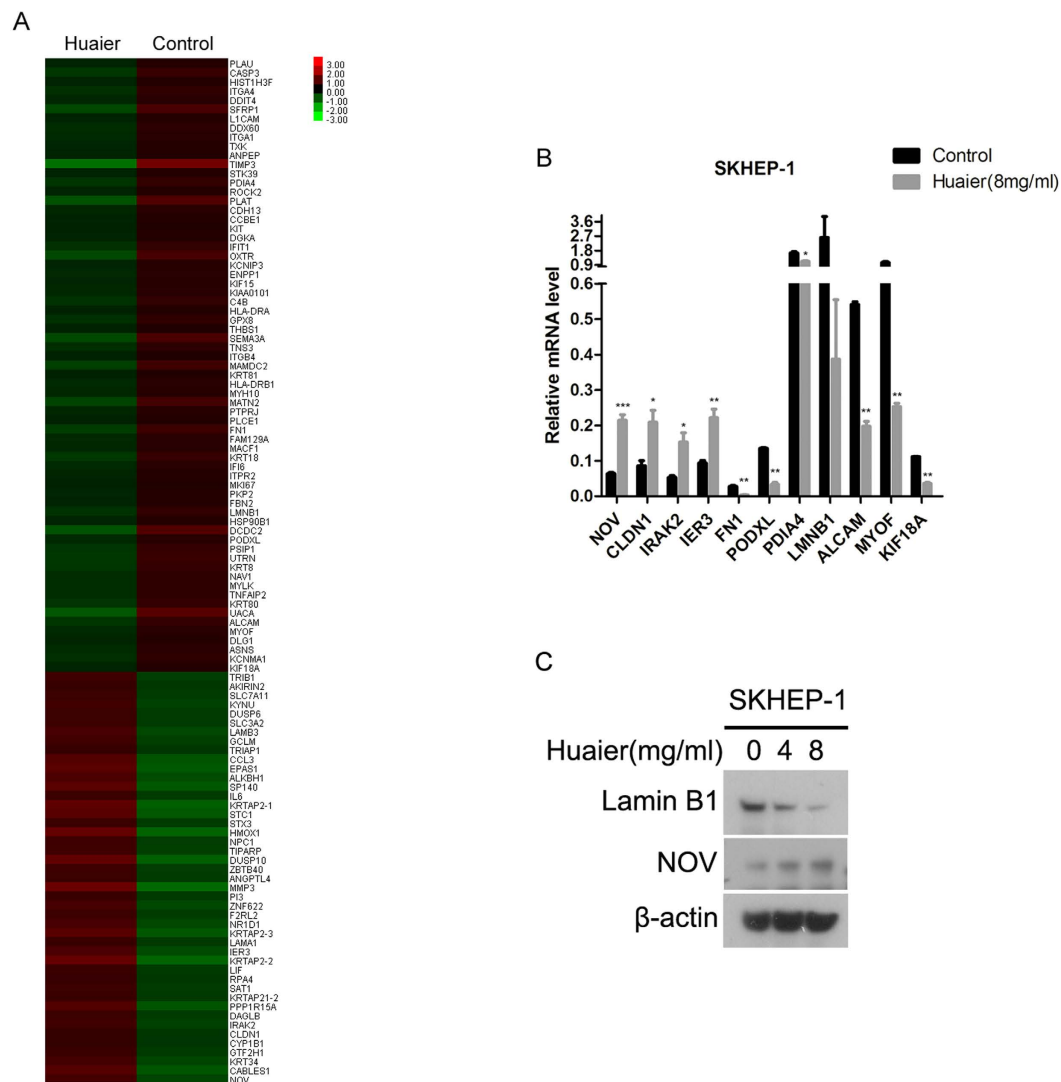 A
Huaier Control
PLAU
CASP3
HIST1H3F
ITGA4
DDIT4
SFRP1
L1CAM
DDX60
ITGA1
TXK
ANPEP
TIMP3
STK39
PDIA4
ROCK2
PLAT
CDH13
CCBE1
KIT
DGKA
IFIT1
OXTR
KCNIP3
ENPP1
KIF15
KIAA0101
C4B
HLA-DRA
GPX8
THBS1
SEMA3A
TNS3
ITGB4
MAMDC2
KRT81
HLA-DRB1
MYH10
MATN2
PTPRJ
PLCE1
FN1
FAM129A
MACF1
KRT18
IFI6
ITPR2
MKI67
PKP2
FBN2
LMNB1
HSP90B1
DCDC2
PODXL
PSIP1
UTRN
KRT8
NAV1
MYLK
TNFAIP2
KRT80
UACA
ALCAM
MYOF
DLG1
ASNS
KCNMA1
KIF18A
TRIB1
AKIRIN2
SLC7A11
KYNU
DUSP6
SLC3A2
LAMB3
GCLM
TRIAP1
CCL3
EPAS1
ALKBH1
SP140
IL6
KRTAP2-1
STC1
STX3
HMOX1
NPC1
TIPARP
DUSP10
ZBTB40
ANGPTL4
MMP3
PI3
ZNF622
F2RL2
NR1D1
KRTAP2-3
LAMA1
IER3
KRTAP2-2
LIF
RPA4
SAT1
KRTAP21-2
PPP1R15A
DAGLB
IRAK2
CLDN1
CYP1B1
GTF2H1
KRT34
CABLES1
NOV
3.00
2.00
1.00
0.00
-1.00
-2.00
-3.00
B
SKHEP-1
Control
Huaier(8mg/ml)
Relative mRNA level
3.6
2.7
1.8
0.9
0.6
0.5
0.4
0.3
0.2
0.1
0.0
*** * * ** ** ** * ** ** **
NOV CLDN1 IRAK2 IER3 FN1 PODXL PDIA4 LMNB1 ALCAM MYOF KIF18A
C
SKHEP-1
Huaier(mg/ml) 0 4 8
Lamin B1
NOV
β-actin